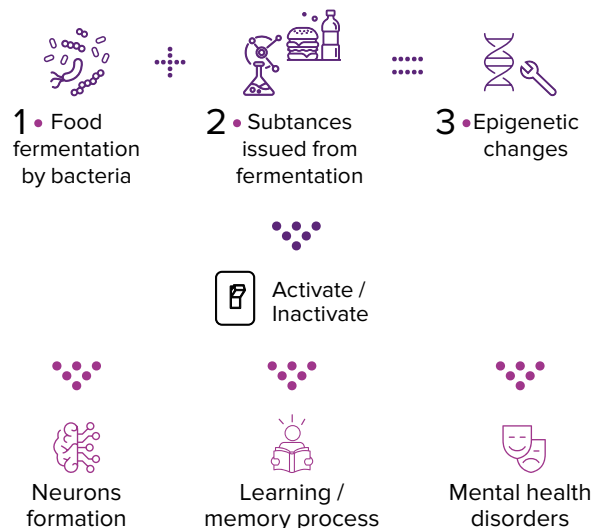 1 • Food
fermentation
by bacteria
2 • Subtances
issued from
fermentation
3 • Epigenetic
changes
Activate /
Inactivate
Neurons
formation
Learning /
memory process
Mental health
disorders